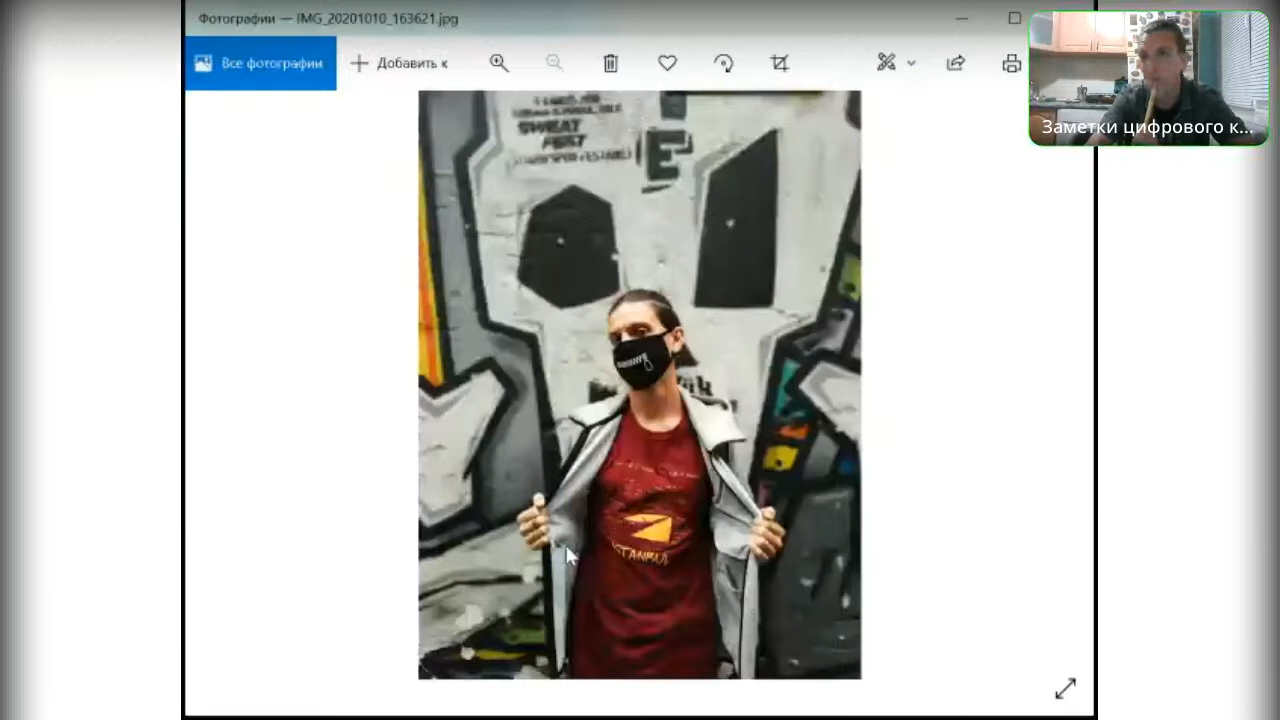 Фотографии — IMG_20201010_163621.jpg
Все фотографии
Добавить к
Заметки цифрового к...
SWEAT
FEST
E
ISTANBUL